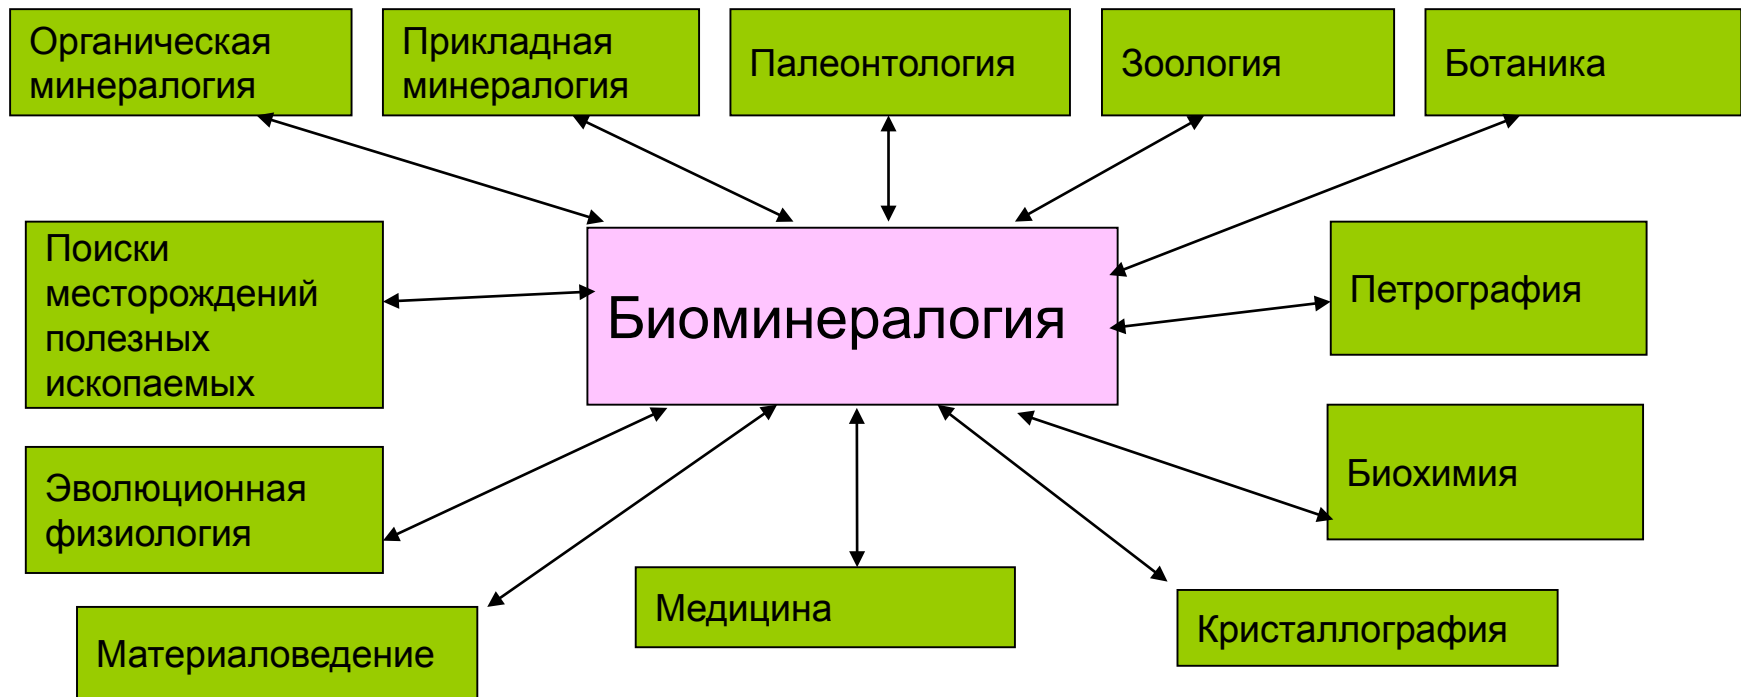 Органическая
минералогия
Прикладная
минералогия
Палеонтология
Зоология
Ботаника
Поиски
месторождений
полезных
ископаемых
Биоминералогия
Петрография
Эволюционная
физиология
Биохимия
Материаловедение
Медицина
Кристаллография